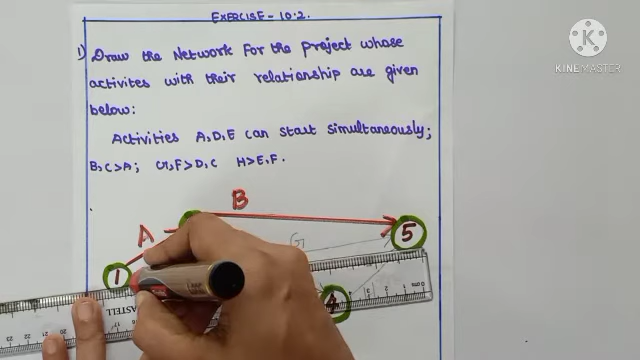 EXERCISE - 10.2.
1) Draw the Network For the project whose
activites with their relationship are given
below:
Activities A, D, E can start simultaneously;
B, C > A; G, F > D, C H > E, F.
KINEMASTER
B
A
G
5
1
4